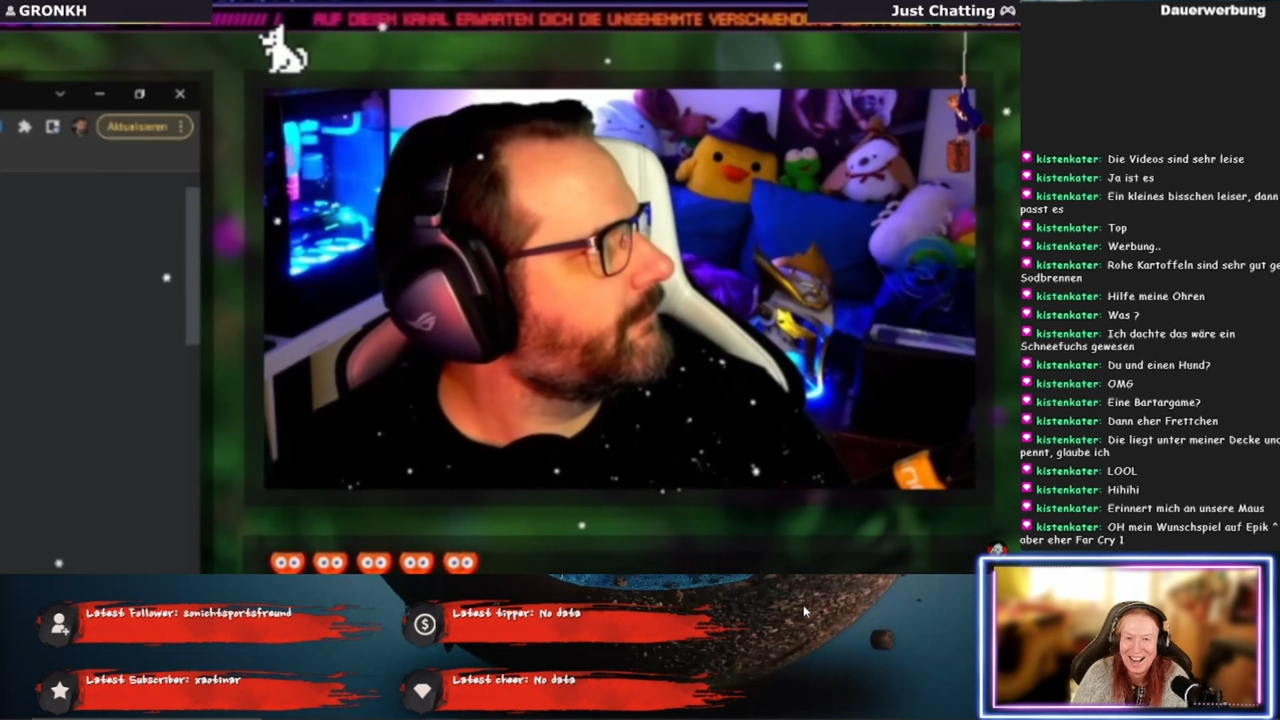 GRONKH
AUF DIESEM KANAL ERWARTEN DICH DIE UNGEHEMMTE VERSCHWENDU
Just Chatting
Dauerwerbung
Aktualisieren
kistenkater: Die Videos sind sehr leise
kistenkater: Ja ist es
kistenkater: Ein kleines bisschen leiser, dann
passt es
kistenkater: Top
kistenkater: Werbung..
kistenkater: Rohe Kartoffeln sind sehr gut ge
Sodbrennen
kistenkater: Hilfe meine Ohren
kistenkater: Was ?
kistenkater: Ich dachte das wäre ein
Schneefuchs gewesen
kistenkater: Du und einen Hund?
kistenkater: OMG
kistenkater: Eine Bartargame?
kistenkater: Dann eher Frettchen
kistenkater: Die liegt unter meiner Decke und
pennt, glaube ich
kistenkater: LOOL
kistenkater: Hihihi
kistenkater: Erinnert mich an unsere Maus
kistenkater: OH mein Wunschspiel auf Epik ^
aber eher Far Cry 1
Latest Follower: sonichtsportsfreund
Latest tipper: No data
Latest Subscriber: xaotinar
Latest cheer: No data